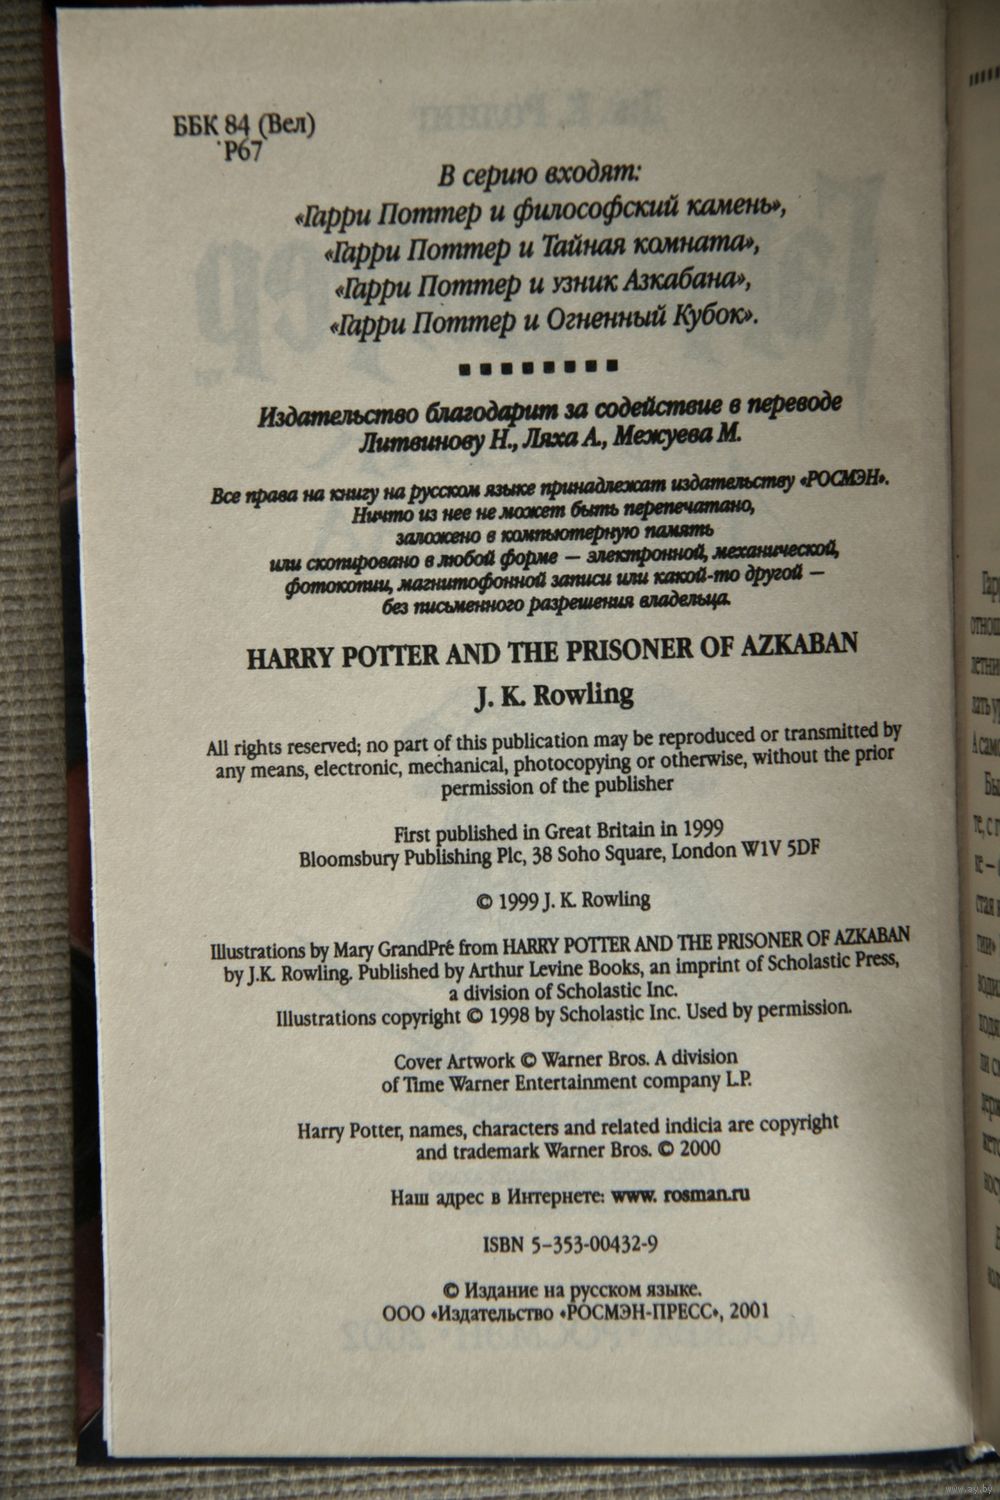 ББК 84 (Вел)
Р67
В серию входят:
«Гарри Поттер и философский камень»,
«Гарри Поттер и Тайная комната»,
«Гарри Поттер и узник Азкабана»,
«Гарри Поттер и Огненный Кубок».
Издательство благодарит за содействие в переводе
Литвинову Н., Ляха А., Межуева М.
Все права на книгу на русском языке принадлежат издательству «РОСМЭН».
Ничто из нее не может быть перепечатано,
заложено в компьютерную память
или скопировано в любой форме — электронной, механической,
фотокопии, магнитофонной записи или какой-то другой —
без письменного разрешения владельца.
HARRY POTTER AND THE PRISONER OF AZKABAN
J. K. Rowling
All rights reserved; no part of this publication may be reproduced or transmitted by
any means, electronic, mechanical, photocopying or otherwise, without the prior
permission of the publisher
First published in Great Britain in 1999
Bloomsbury Publishing Plc, 38 Soho Square, London W1V 5DF
© 1999 J. K. Rowling
Illustrations by Mary GrandPré from HARRY POTTER AND THE PRISONER OF AZKABAN
by J.K. Rowling. Published by Arthur Levine Books, an imprint of Scholastic Press,
a division of Scholastic Inc.
Illustrations copyright © 1998 by Scholastic Inc. Used by permission.
Cover Artwork © Warner Bros. A division
of Time Warner Entertainment company L.P.
Harry Potter, names, characters and related indicia are copyright
and trademark Warner Bros. © 2000
Наш адрес в Интернете: www. rosman.ru
ISBN 5-353-00432-9
© Издание на русском языке.
ООО «Издательство «РОСМЭН-ПРЕСС», 2001
www.ay.by